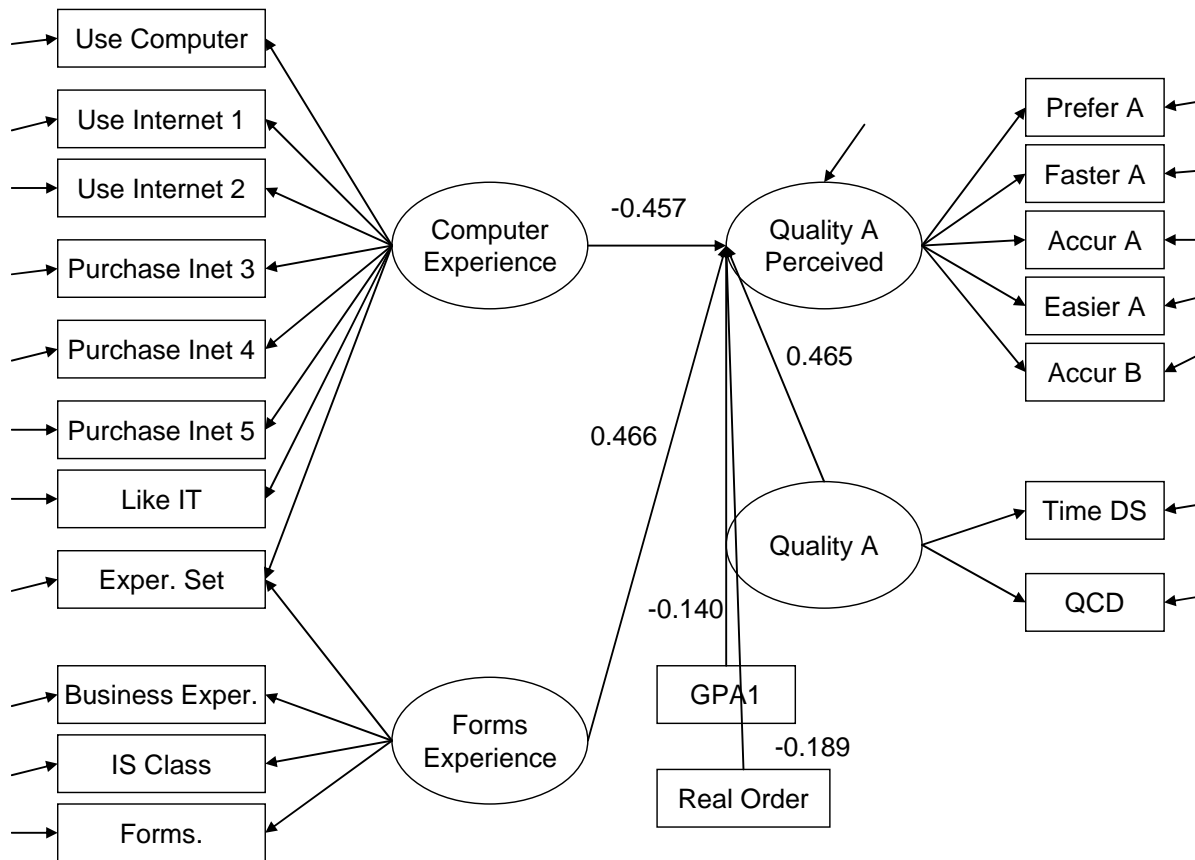 Use Computer
Use Internet 1
Use Internet 2
Purchase Inet 3
Purchase Inet 4
Purchase Inet 5
Like IT
Exper. Set
Business Exper.
IS Class
Forms.
Computer
Experience
Forms
Experience
-0.457
0.466
Quality A
Perceived
0.465
Quality A
-0.140
GPA1
-0.189
Real Order
Prefer A
Faster A
Accur A
Easier A
Accur B
Time DS
QCD